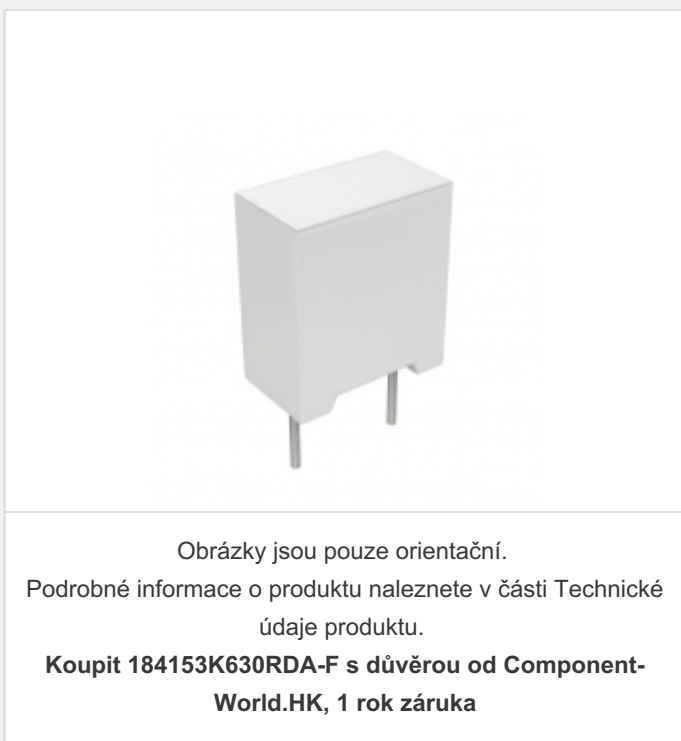 Obrázky jsou pouze orientační.
Podrobné informace o produktu naleznete v části Technické
údaje produktu.
Koupit 184153K630RDA-F s důvěrou od Component-
World.HK, 1 rok záruka